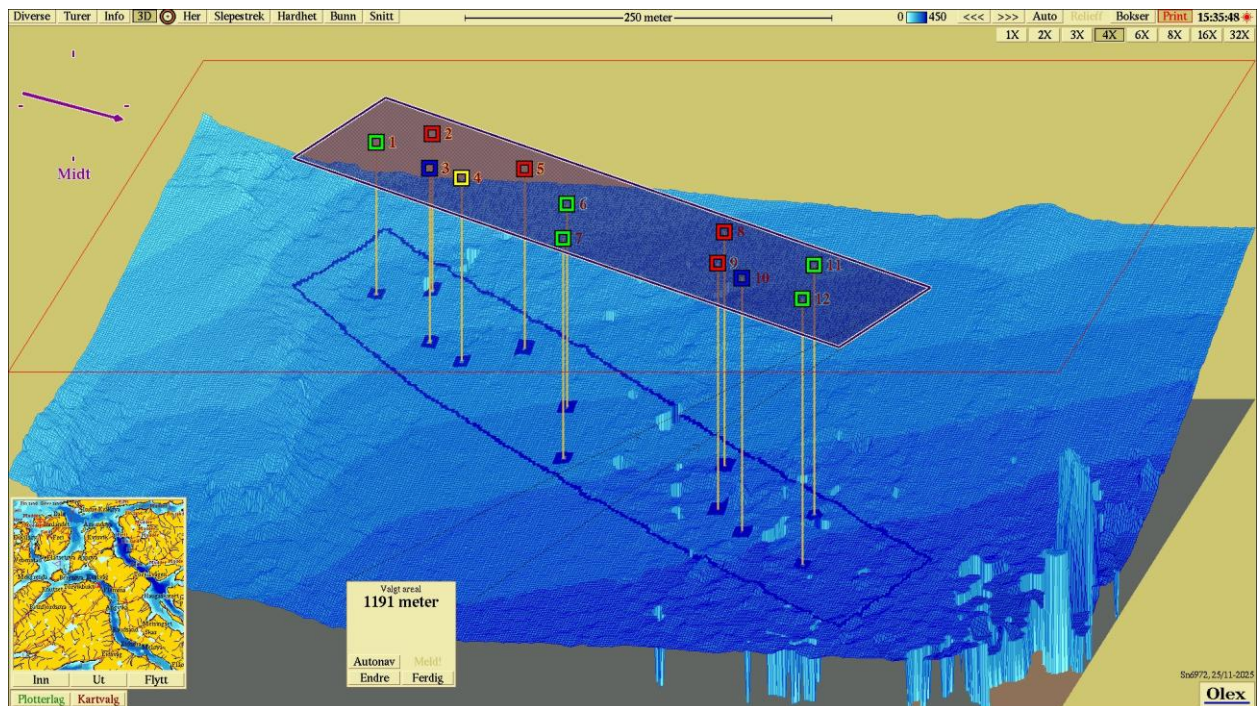 Diverse Turer Info 3D Her Slepestrek Hardhet Bunn Snitt 250 meter 0 450 <<< >>> Auto Relieff Bokser Print 15:35:48
1X 2X 3X 4X 6X 8X 16X 32X
Midt
1
2
3
4
5
6
7
8
9
10
11
12
Valgt areal
1191 meter
Autonav Meld!
Endre Ferdig
Inn Ut Flytt
Plotterlag Kartvalg
Sn6972, 25/11-2025
Olex